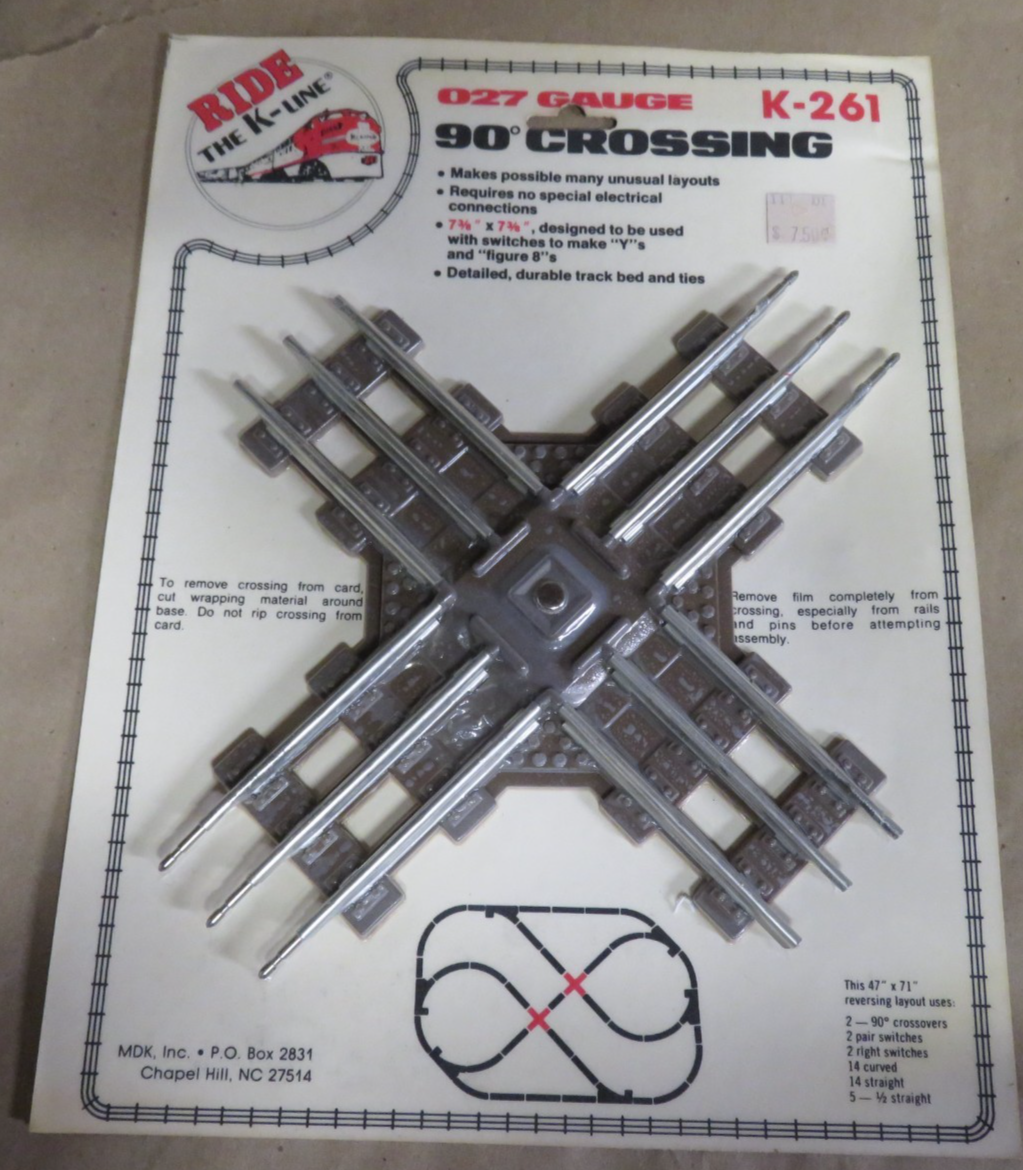 RIDE
THE K-LINE®
027 GAUGE
K-261
90° CROSSING
• Makes possible many unusual layouts
• Requires no special electrical
connections
• 7⅜" x 7⅜", designed to be used
with switches to make "Y"s
and "figure 8"s
• Detailed, durable track bed and ties
To remove crossing from card,
cut wrapping material around
base. Do not rip crossing from
card.
Remove film completely from
crossing, especially from rails
and pins before attempting
assembly.
This 47" x 71"
reversing layout uses:
2 — 90° crossovers
2 pair switches
2 right switches
14 curved
14 straight
5 — ½ straight
MDK, Inc. • P.O. Box 2831
Chapel Hill, NC 27514